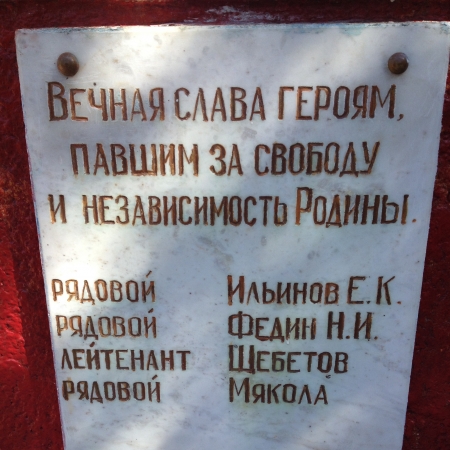 Вечная слава героям,
павшим за свободу
и независимость Родины.
рядовой Ильинов Е.К.
рядовой Федин Н.И.
лейтенант Щебетов
рядовой Мякола